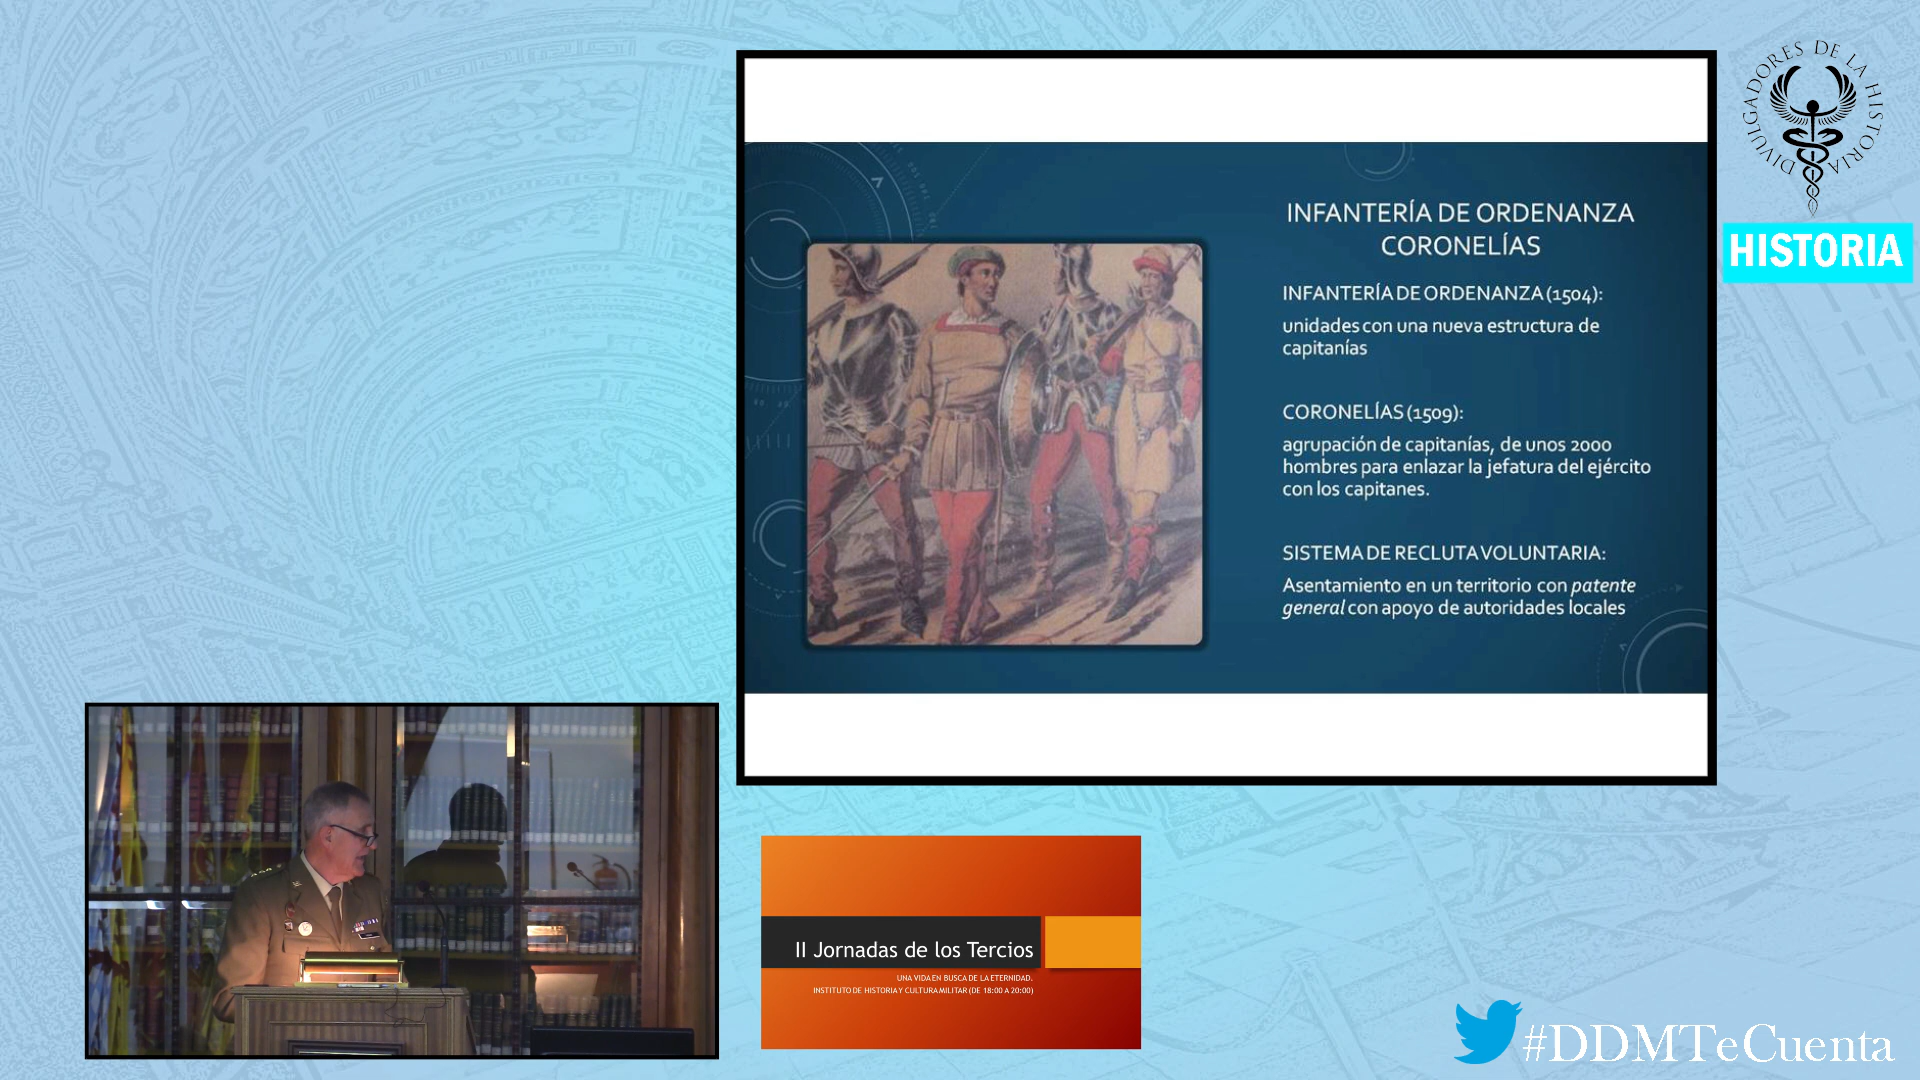 INFANTERÍA DE ORDENANZA
CORONELÍAS
INFANTERÍA DE ORDENANZA (1504):
unidades con una nueva estructura de
capitanías
CORONELÍAS (1509):
agrupación de capitanías, de unos 2000
hombres para enlazar la jefatura del ejército
con los capitanes.
SISTEMA DE RECLUTA VOLUNTARIA:
Asentamiento en un territorio con patente
general con apoyo de autoridades locales
DIVULGADORES DE LA HISTORIA
HISTORIA
II Jornadas de los Tercios
UNA VIDA EN BUSCA DE LA ETERNIDAD.
INSTITUTO DE HISTORIA Y CULTURA MILITAR (DE 18:00 A 20:00)
#DDMTeCuenta